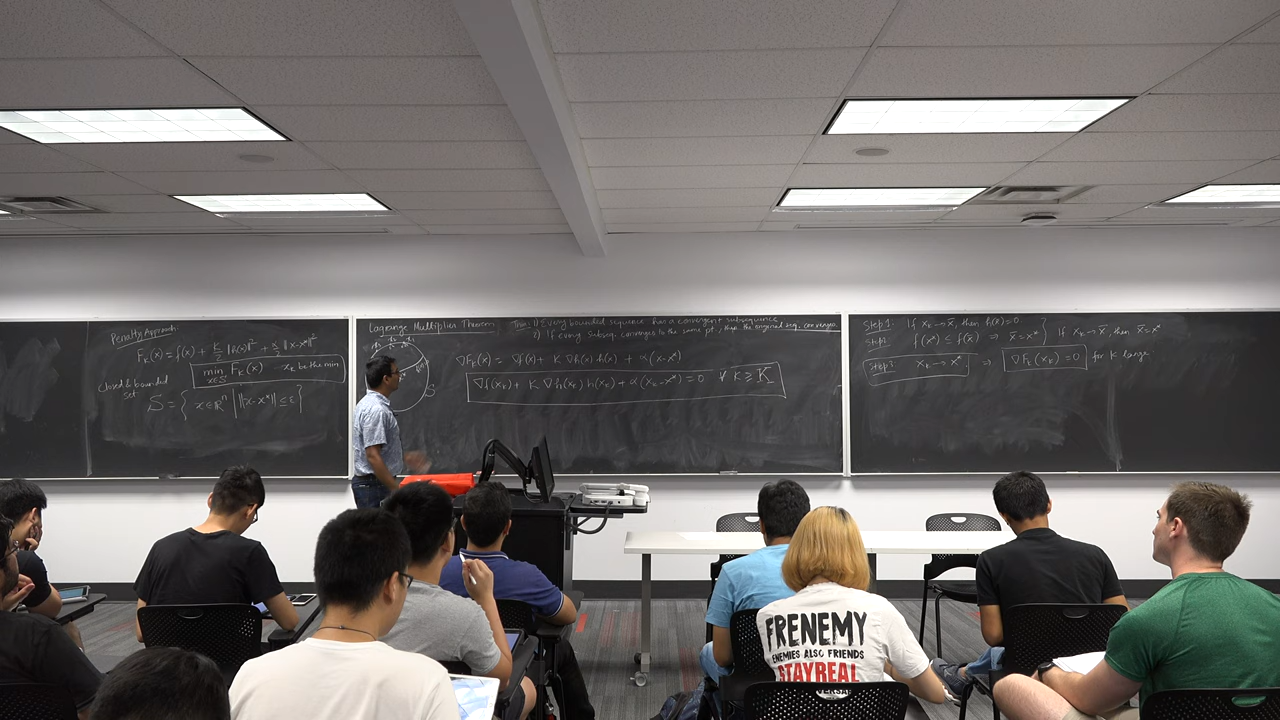 Penalty Approach:
F_k(x) = f(x) + K/2 ||h(x)||² + α/2 ||x-x*||²
min F_k(x) x_k be the min
x∈S
closed & bounded
set
S = { x∈ℝⁿ | ||x-x*|| ≤ ε }
Lagrange Multiplier Theorem
Thm: 1) Every bounded sequence has a convergent subsequence
2) If every subseq. converges to the same pt, then the original seq. converges
S
∇F_k(x) = ∇f(x) + K ∇h(x) h(x) + α(x-x*)
∇f(x_k) + K ∇h(x_k) h(x_k) + α(x_k-x*) = 0 ∀ K ≥ K̄
Step 1: If x_k → x̄, then h(x̄) = 0
Step 2: f(x*) ≤ f(x̄) ⇒ x̄ = x* } If x_k → x̄, then x̄ = x*
Step 3: x_k → x* ⇒ ∇F_k(x_k) = 0 for K large
FRENEMY
ENEMIES ALSO FRIENDS
STAYREAL